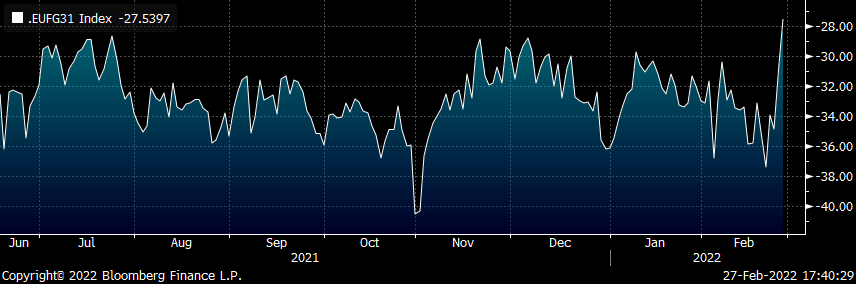 .EUFG31 Index -27.5397
-28.00
-30.00
-32.00
-34.00
-36.00
-38.00
-40.00
Jun Jul Aug Sep Oct Nov Dec Jan Feb
2021 2022
Copyright© 2022 Bloomberg Finance L.P. 27-Feb-2022 17:40:29